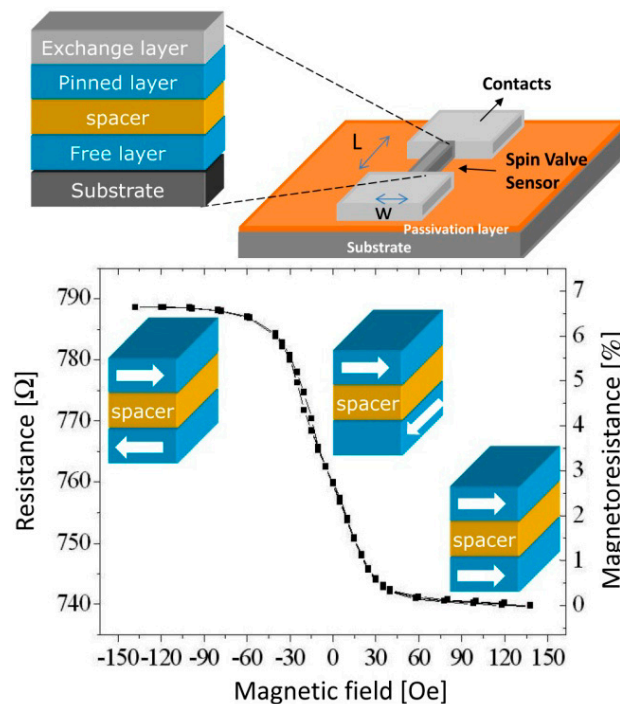 Exchange layer
Pinned layer
spacer
Free layer
Substrate
Contacts
L
Spin Valve
Sensor
W
Passivation layer
Substrate
790
780
770
760
750
740
Resistance [Ω]
7
6
5
4
3
2
1
0
Magnetoresistance [%]
spacer
spacer
spacer
-150 -120 -90 -60 -30 0 30 60 90 120 150
Magnetic field [Oe]